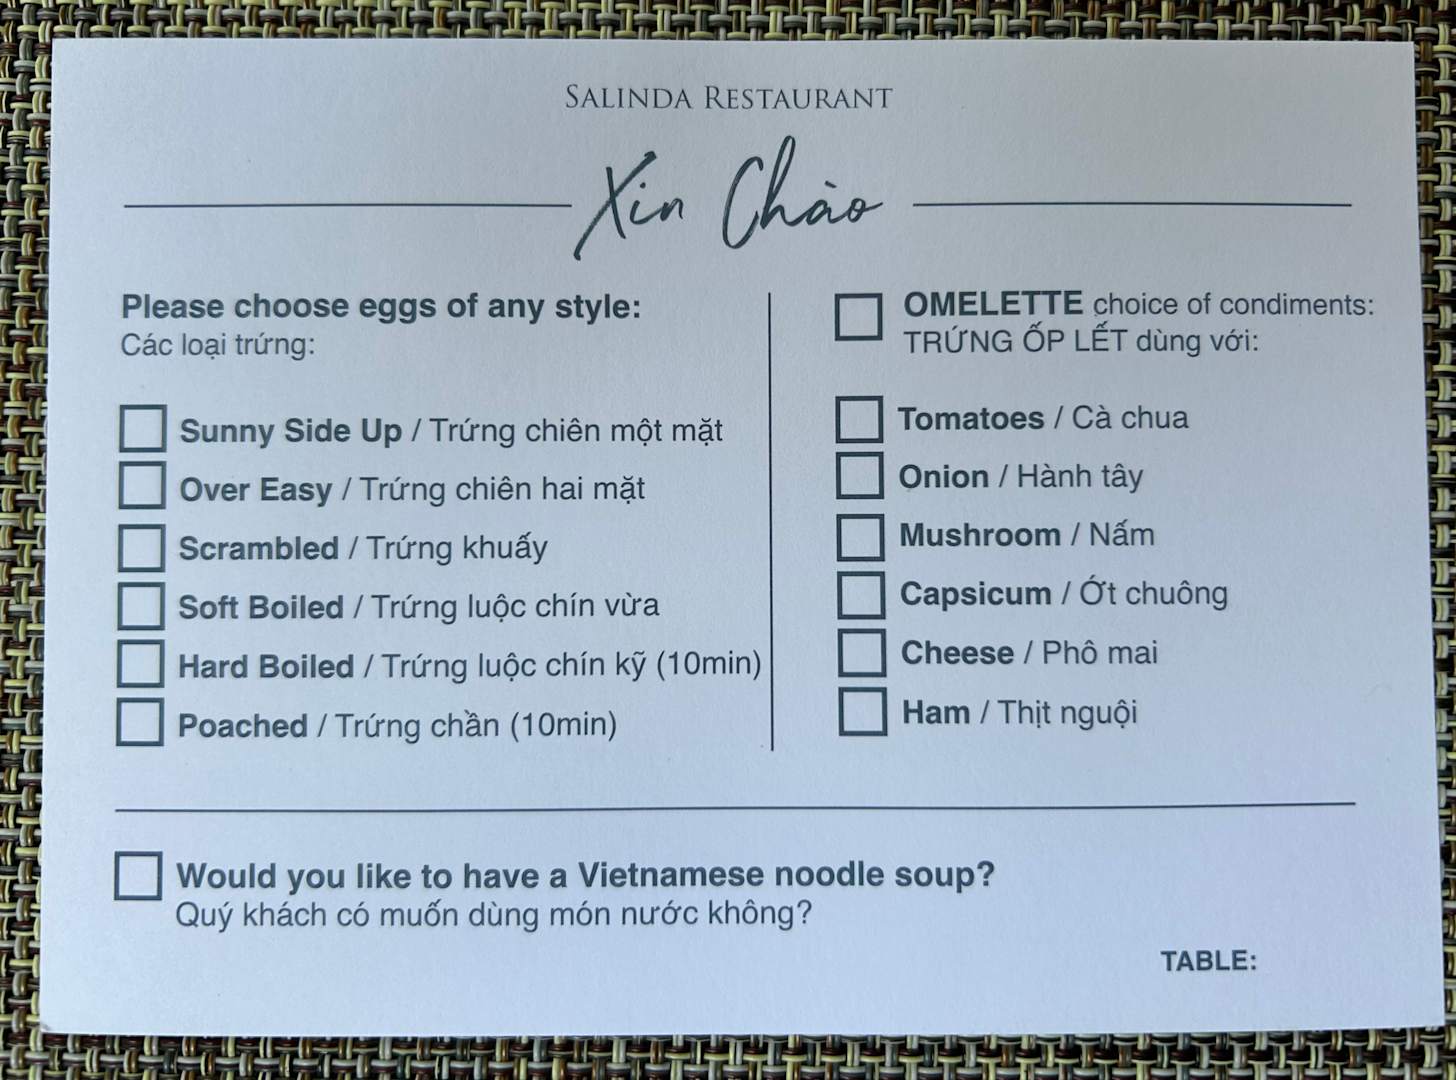 SALINDA RESTAURANT
Xin Chào
Please choose eggs of any style:
Các loại trứng:
Sunny Side Up / Trứng chiên một mặt
Over Easy / Trứng chiên hai mặt
Scrambled / Trứng khuấy
Soft Boiled / Trứng luộc chín vừa
Hard Boiled / Trứng luộc chín kỹ (10min)
Poached / Trứng chần (10min)
OMELETTE choice of condiments:
TRỨNG ỐP LẾT dùng với:
Tomatoes / Cà chua
Onion / Hành tây
Mushroom / Nấm
Capsicum / Ớt chuông
Cheese / Phô mai
Ham / Thịt nguội
Would you like to have a Vietnamese noodle soup?
Quý khách có muốn dùng món nước không?
TABLE: